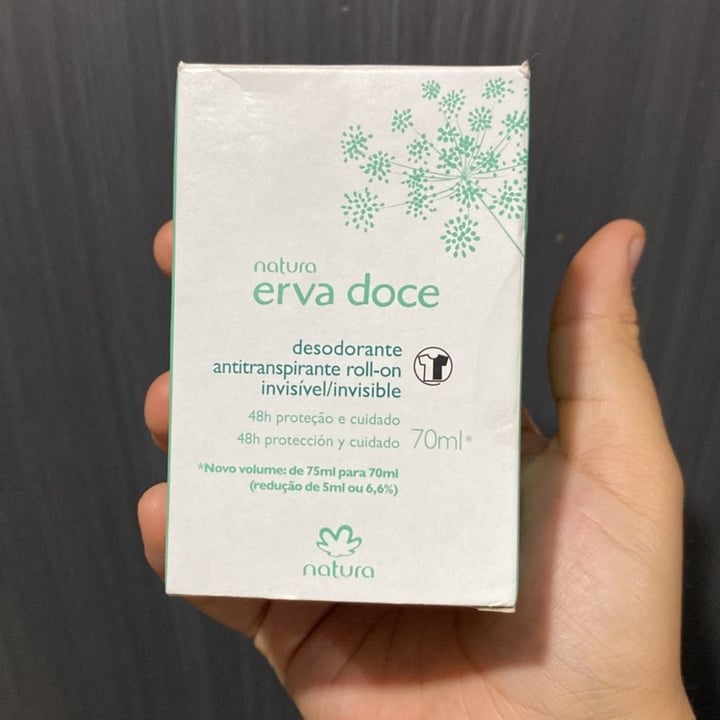 natura
erva doce
desodorante
antitranspirante roll-on
invisível/invisible
48h proteção e cuidado
48h protección y cuidado 70ml*
*Novo volume: de 75ml para 70ml
(redução de 5ml ou 6,6%)
natura